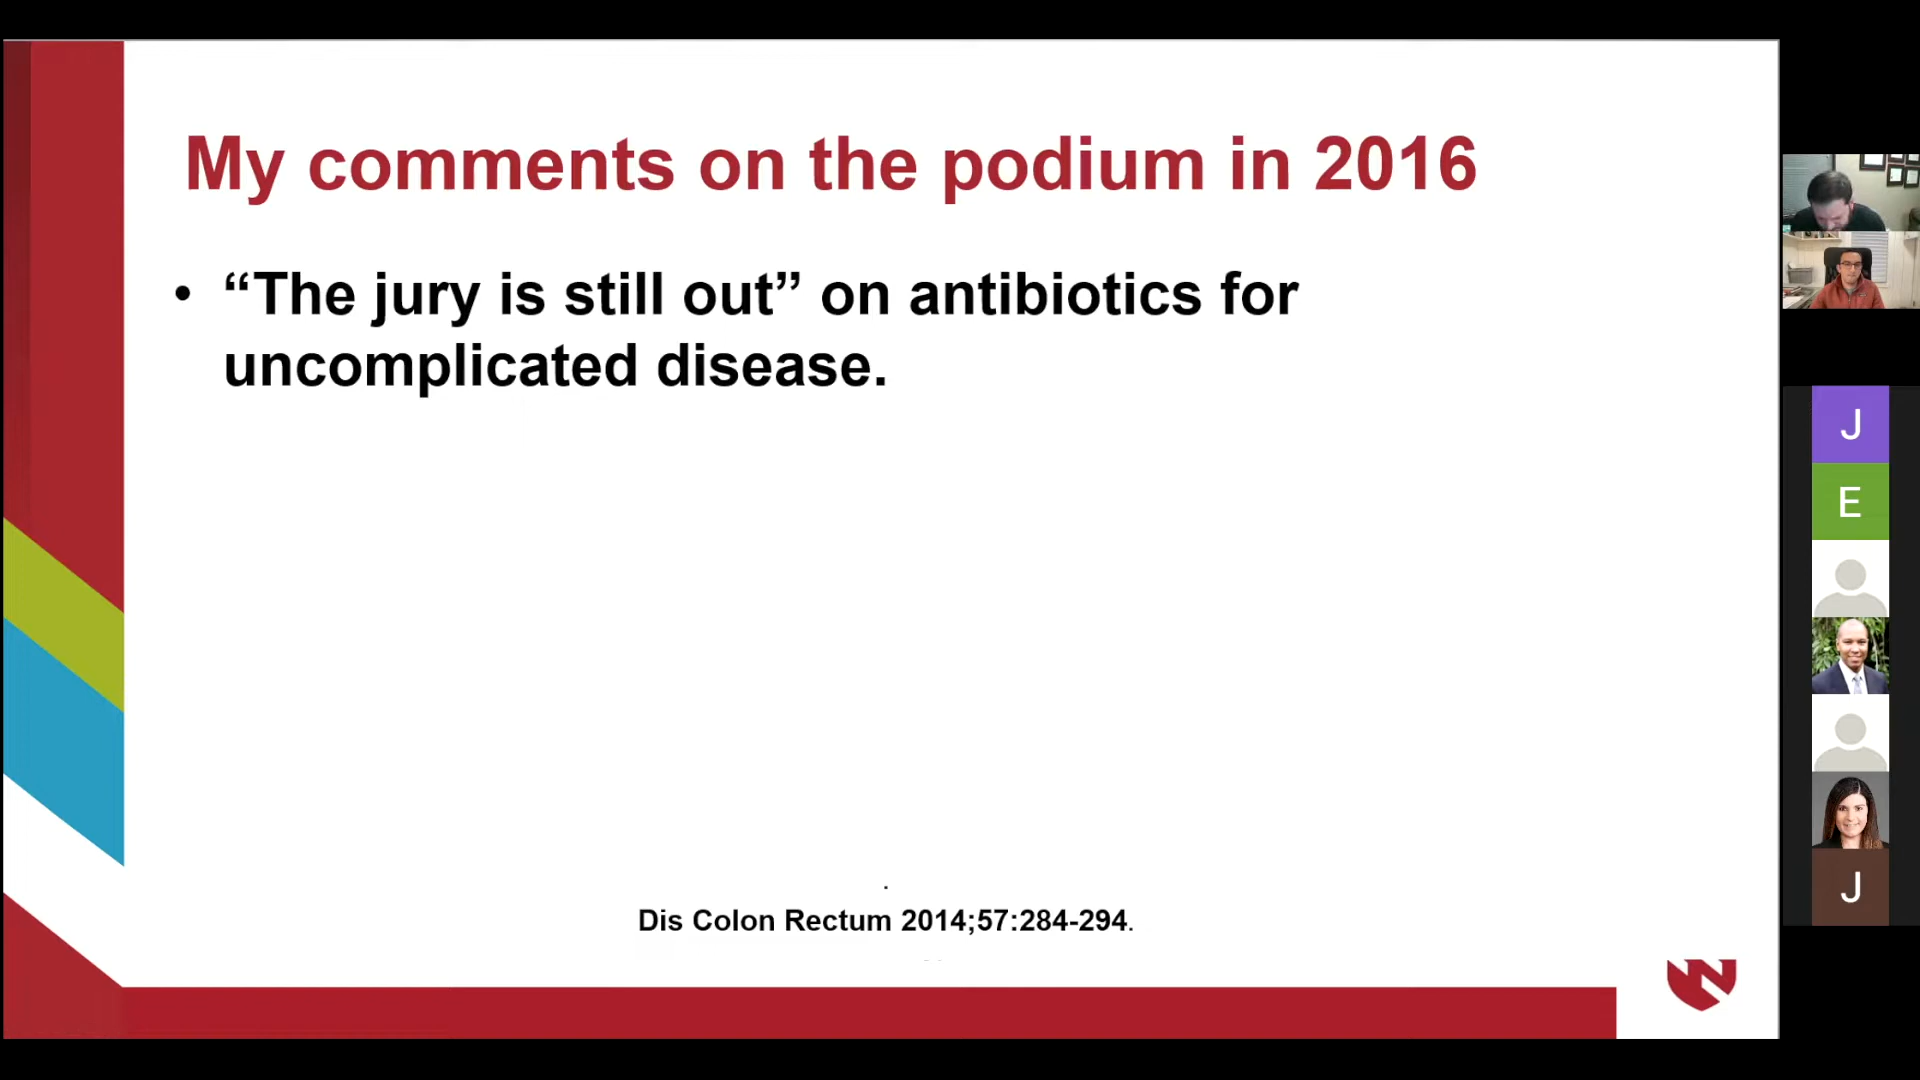 My comments on the podium in 2016
• “The jury is still out” on antibiotics for
uncomplicated disease.
.
Dis Colon Rectum 2014;57:284-294.
J
E
J